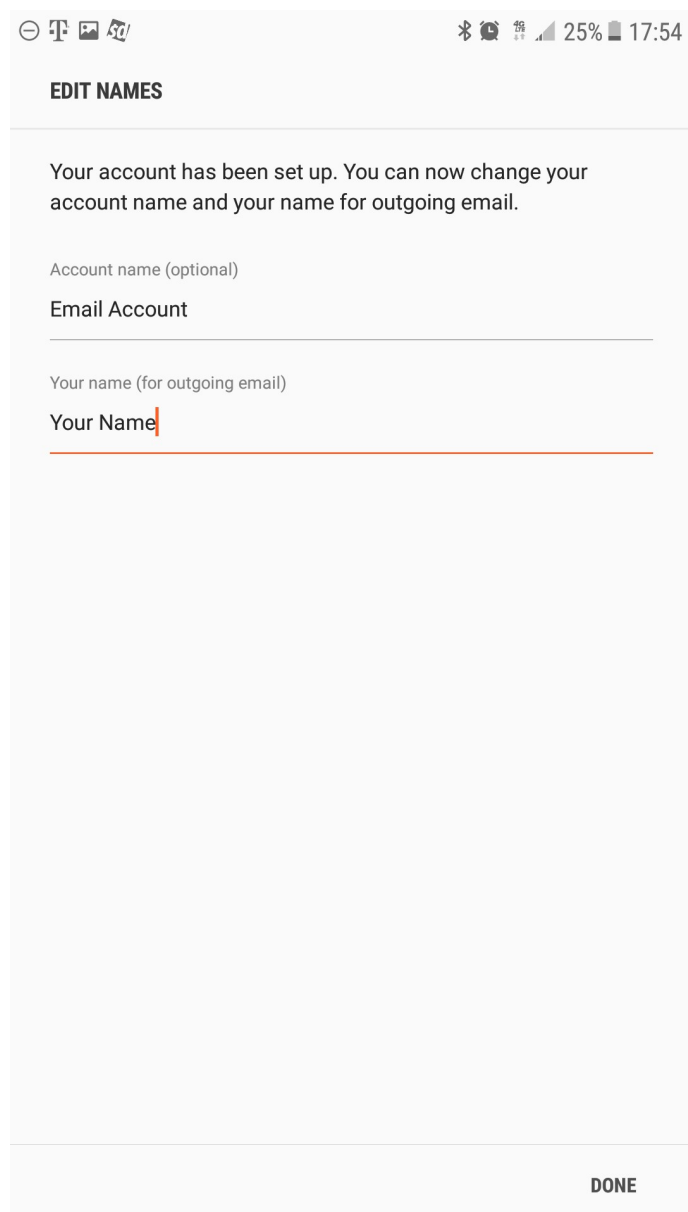 25% 17:54
EDIT NAMES
Your account has been set up. You can now change your
account name and your name for outgoing email.
Account name (optional)
Email Account
Your name (for outgoing email)
Your Name
DONE